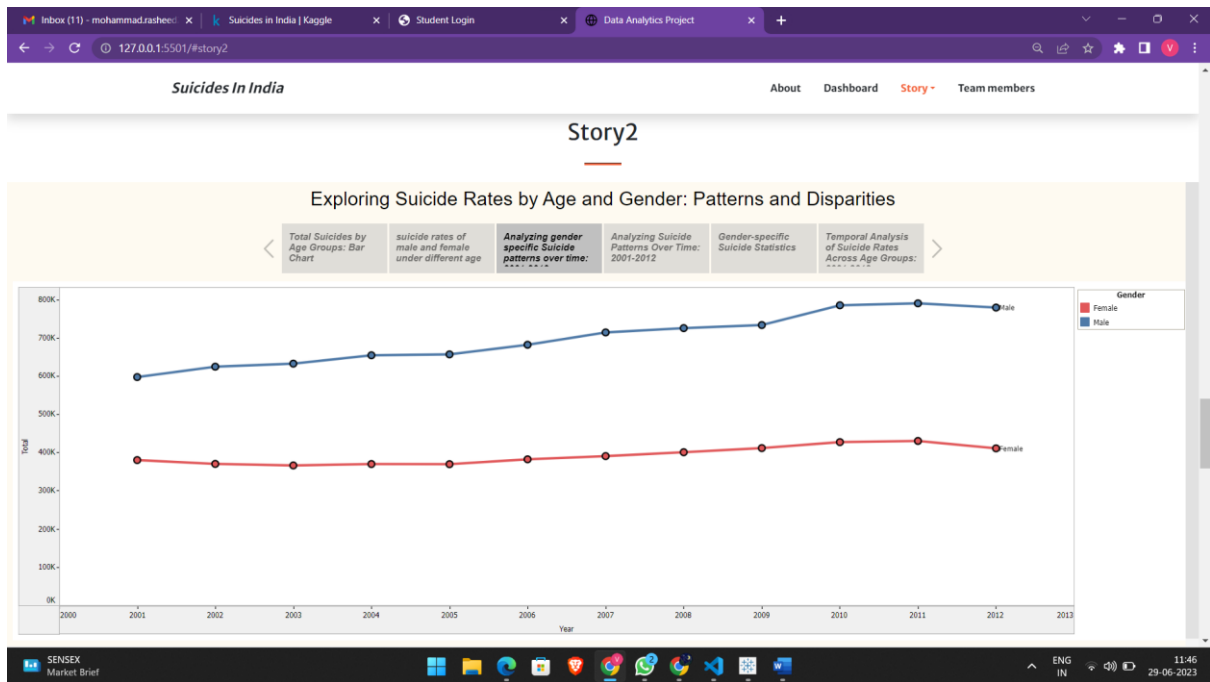 Inbox (11) - mohammad.rasheed
Suicides in India | Kaggle
Student Login
Data Analytics Project
127.0.0.1:5501/#story2
V
Suicides In India
About Dashboard Story Team members
Story2
Exploring Suicide Rates by Age and Gender: Patterns and Disparities
Total Suicides by
Age Groups: Bar
Chart
suicide rates of
male and female
under different age
Analyzing gender
specific Suicide
patterns over time:
Analyzing Suicide
Patterns Over Time:
2001-2012
Gender-specific
Suicide Statistics
Temporal Analysis
of Suicide Rates
Across Age Groups:
800K
700K
600K
500K
400K
300K
200K
100K
0K
Total
Male
Female
2000 2001 2002 2003 2004 2005 2006 2007 2008 2009 2010 2011 2012 2013
Year
Gender
Female
Male
SENSEX
Market Brief
ENG
IN
11:46
29-06-2023